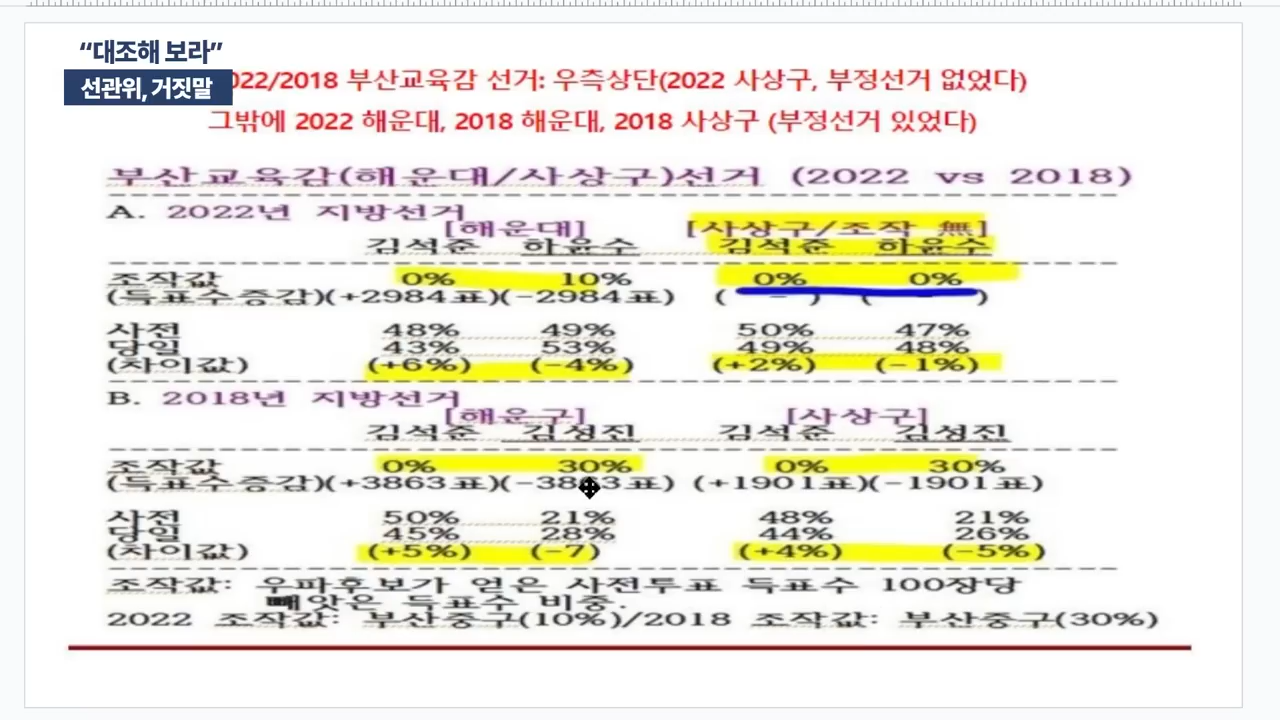 “대조해 보라”
선관위, 거짓말
022/2018 부산교육감 선거: 우측상단(2022 사상구, 부정선거 없었다)
그밖에 2022 해운대, 2018 해운대, 2018 사상구 (부정선거 있었다)
부산교육감(해운대/사상구)선거 (2022 vs 2018)
A. 2022년 지방선거
[해운대] [사상구/조작 無]
김석준 하윤수 김석준 하윤수
조작값 0% 10% 0% 0%
(득표수증감)(+2984표)(-2984표) ( - ) ( )
사전 48% 49% 50% 47%
당일 43% 53% 49% 48%
(차이값) (+6%) (-4%) (+2%) (-1%)
B. 2018년 지방선거
[해운구] [사상구]
김석준 김성진 김석준 김성진
조작값 0% 30% 0% 30%
(득표수증감)(+3863표) (+1901표)(-1901표)
사전 50% 21% 48% 21%
당일 45% 28% 44% 26%
(차이값) (+5%) (-7) (+4%) (-5%)
조작값: 우파후보가 얻은 사전투표 득표수 100장당
빼앗은 득표수 비중.
2022 조작값: 부산중구(10%)/2018 조작값: 부산중구(30%)